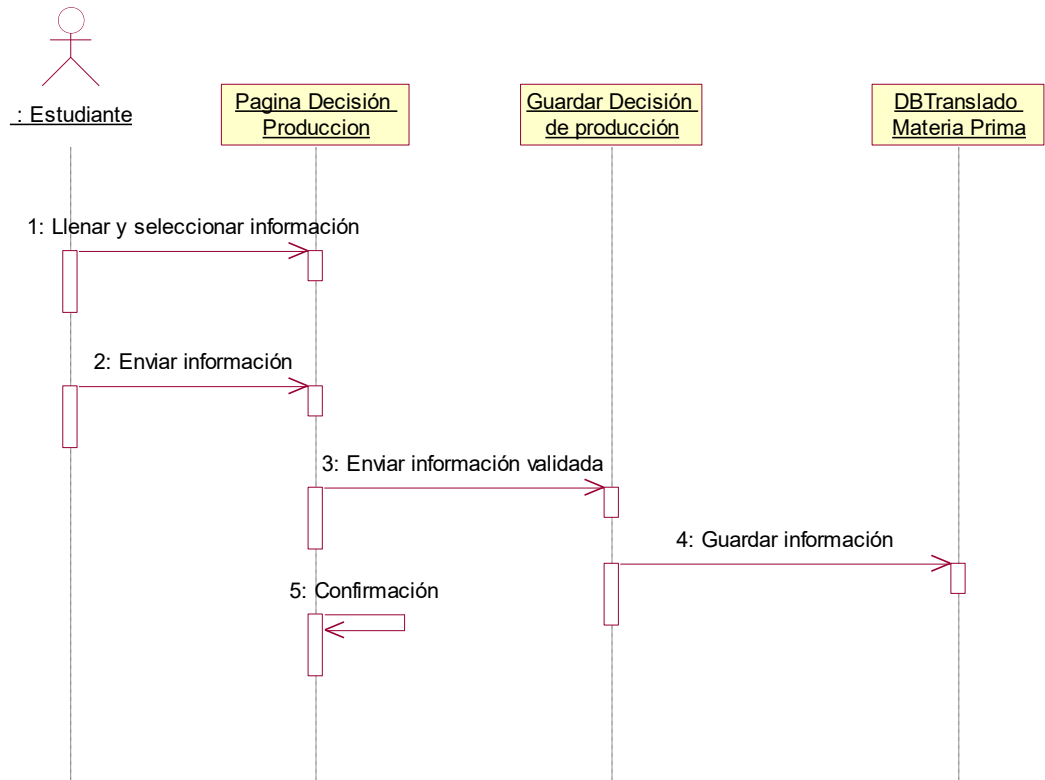 : Estudiante
Pagina Decisión
Produccion
Guardar Decisión
de producción
DBTranslado
Materia Prima
1: Llenar y seleccionar información
2: Enviar información
3: Enviar información validada
4: Guardar información
5: Confirmación